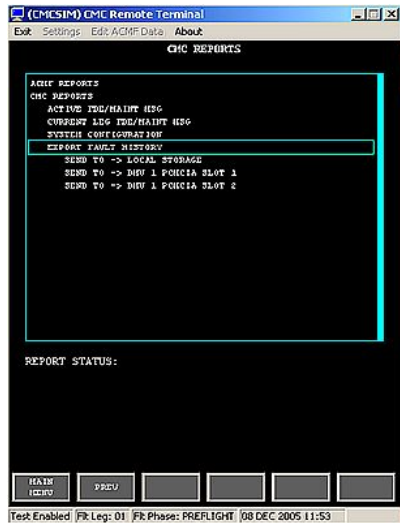 (CMCSIM) CMC Remote Terminal
Exit Settings Edit ACMF Data About
CMC REPORTS
ACMF REPORTS
CMC REPORTS
ACTIVE FDE/MAINT MSG
CURRENT LEG FDE/MAINT MSG
SYSTEM CONFIGURATION
EXPORT FAULT HISTORY
SEND TO -> LOCAL STORAGE
SEND TO -> DMU 1 PCMCIA SLOT 1
SEND TO -> DMU 1 PCMCIA SLOT 2
REPORT STATUS:
MAIN MENU
PREV
Test Enabled Flt Leg: 01 Flt Phase: PREFLIGHT 08 DEC 2005 11:53